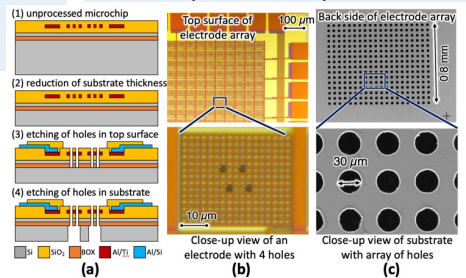 (1) unprocessed microchip
(2) reduction of substrate thickness
(3) etching of holes in top surface
(4) etching of holes in substrate
Si SiO₂ BOX Al/Ti Al/Si
(a)
Top surface of
electrode array
100 µm
10 µm
Close-up view of an
electrode with 4 holes
(b)
Back side of electrode array
0.8 mm
30 µm
Close-up view of substrate
with array of holes
(c)